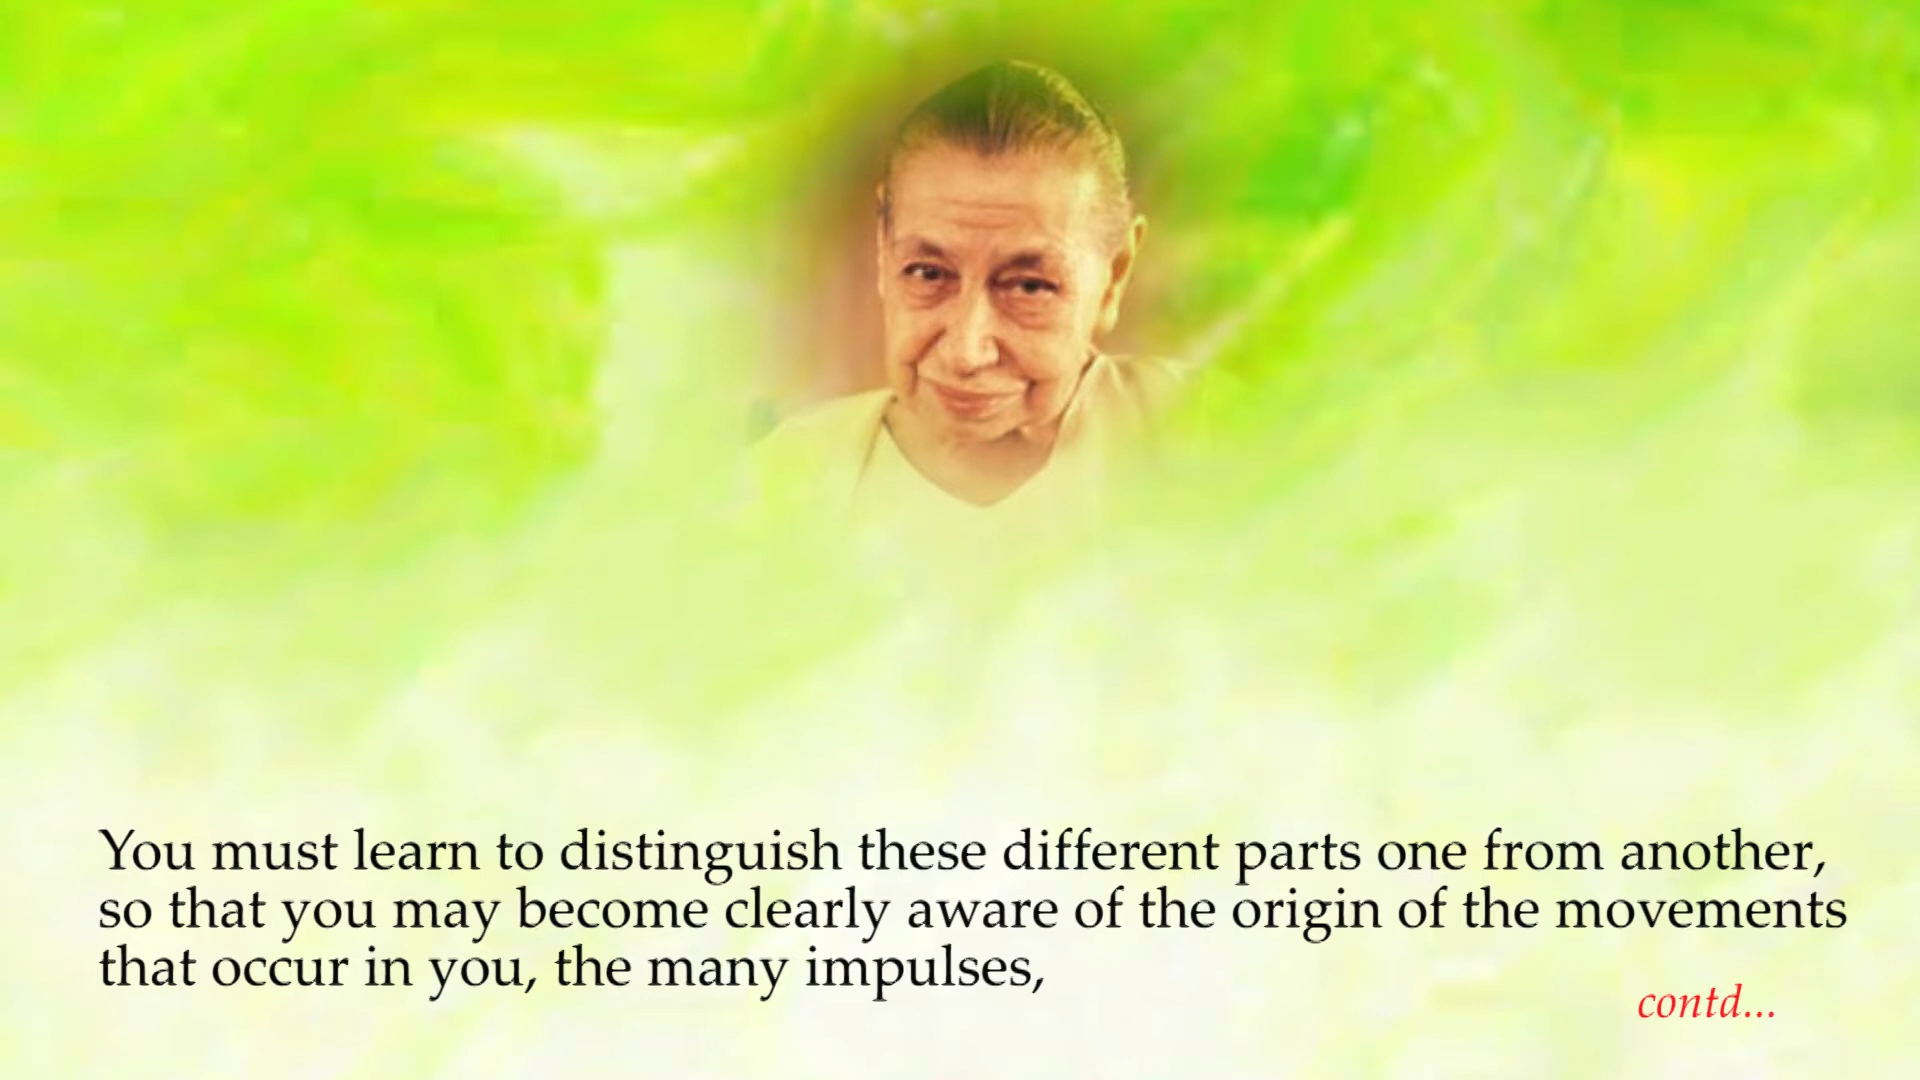 You must learn to distinguish these different parts one from another,
so that you may become clearly aware of the origin of the movements
that occur in you, the many impulses,
contd...